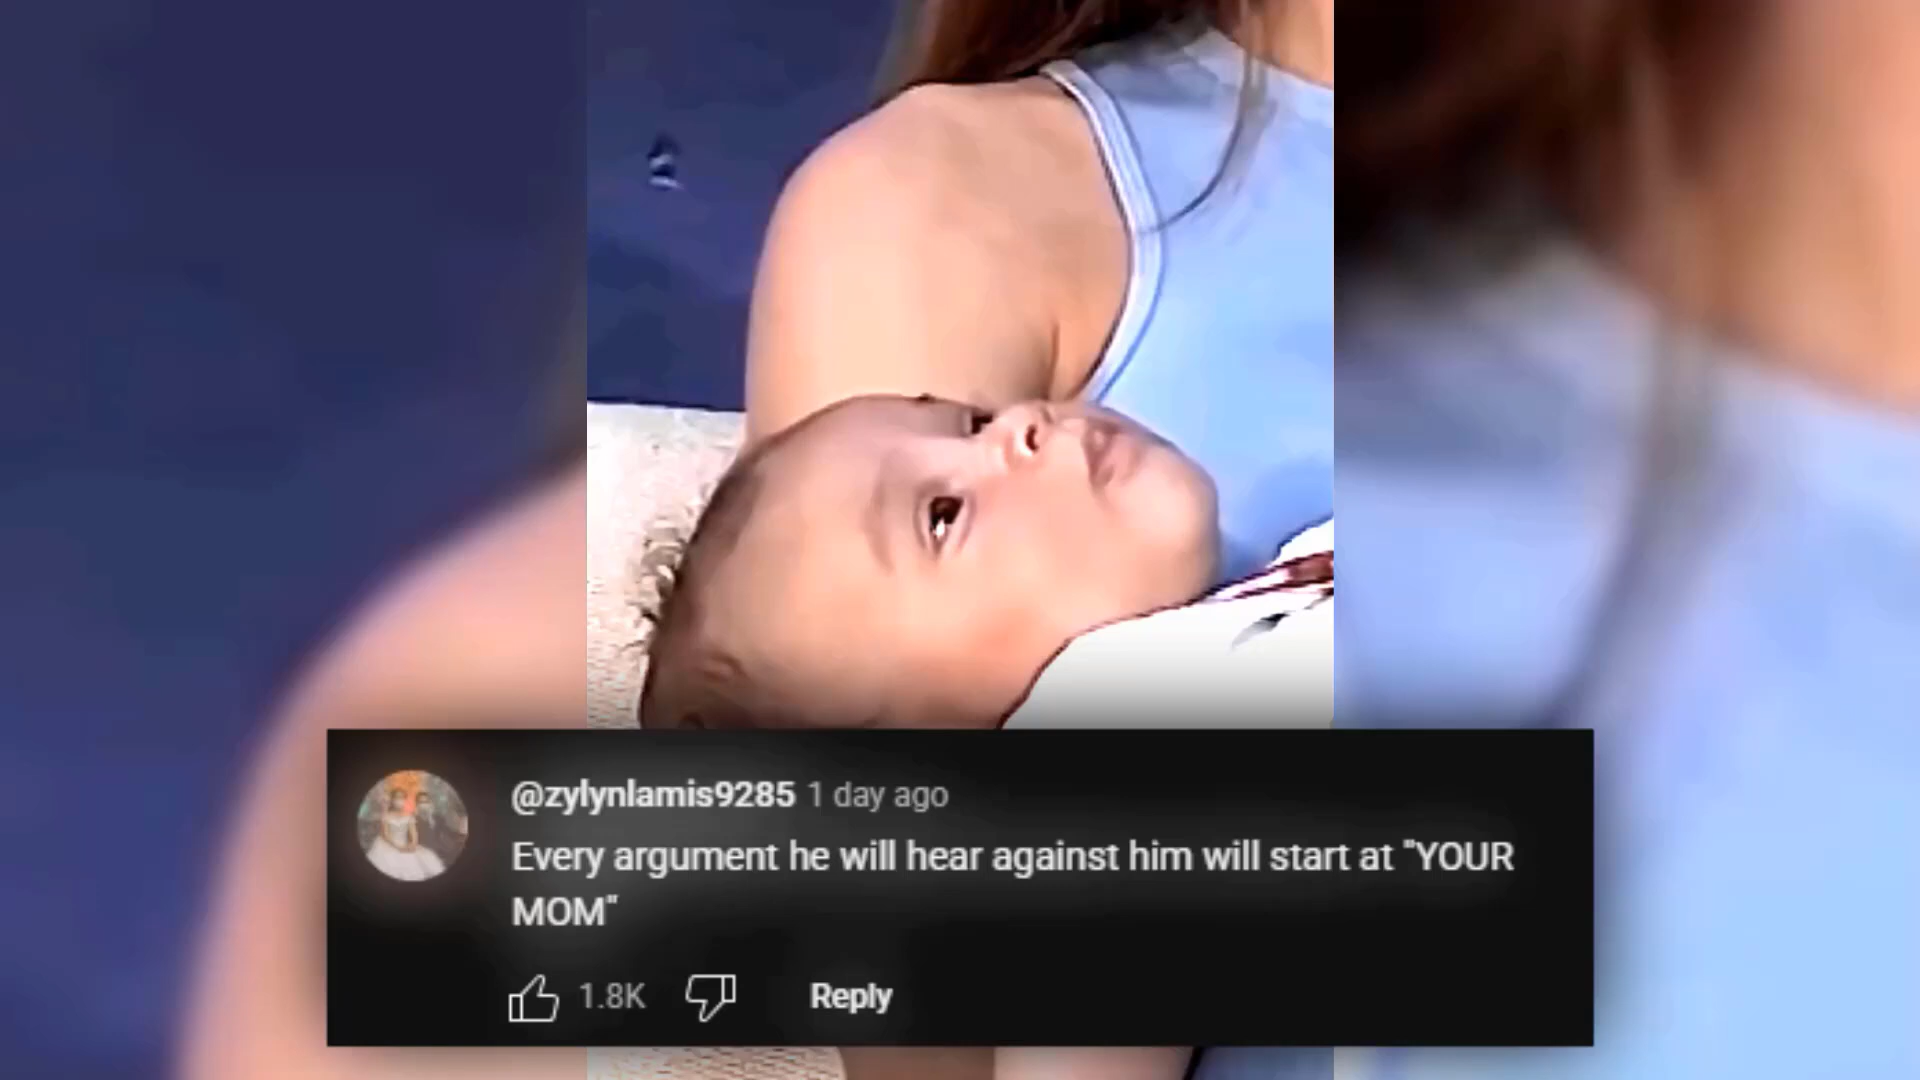 @zylynlamis9285 1 day ago
Every argument he will hear against him will start at "YOUR
MOM"
1.8K Reply